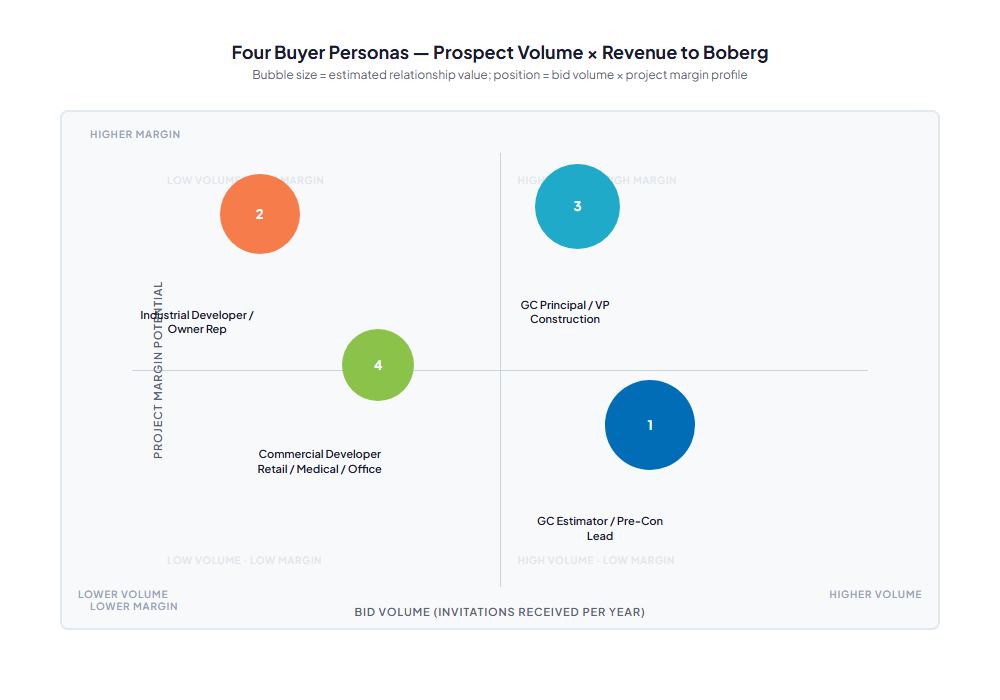 Four Buyer Personas — Prospect Volume × Revenue to Boberg
Bubble size = estimated relationship value; position = bid volume × project margin profile
HIGHER MARGIN
LOW VOLUME MARGIN
HIGH GH MARGIN
2
3
Industrial Developer /
Owner Rep
GC Principal / VP
Construction
PROJECT MARGIN POTENTIAL
4
1
Commercial Developer
Retail / Medical / Office
GC Estimator / Pre-Con
Lead
LOW VOLUME · LOW MARGIN
HIGH VOLUME · LOW MARGIN
LOWER VOLUME
LOWER MARGIN
HIGHER VOLUME
BID VOLUME (INVITATIONS RECEIVED PER YEAR)